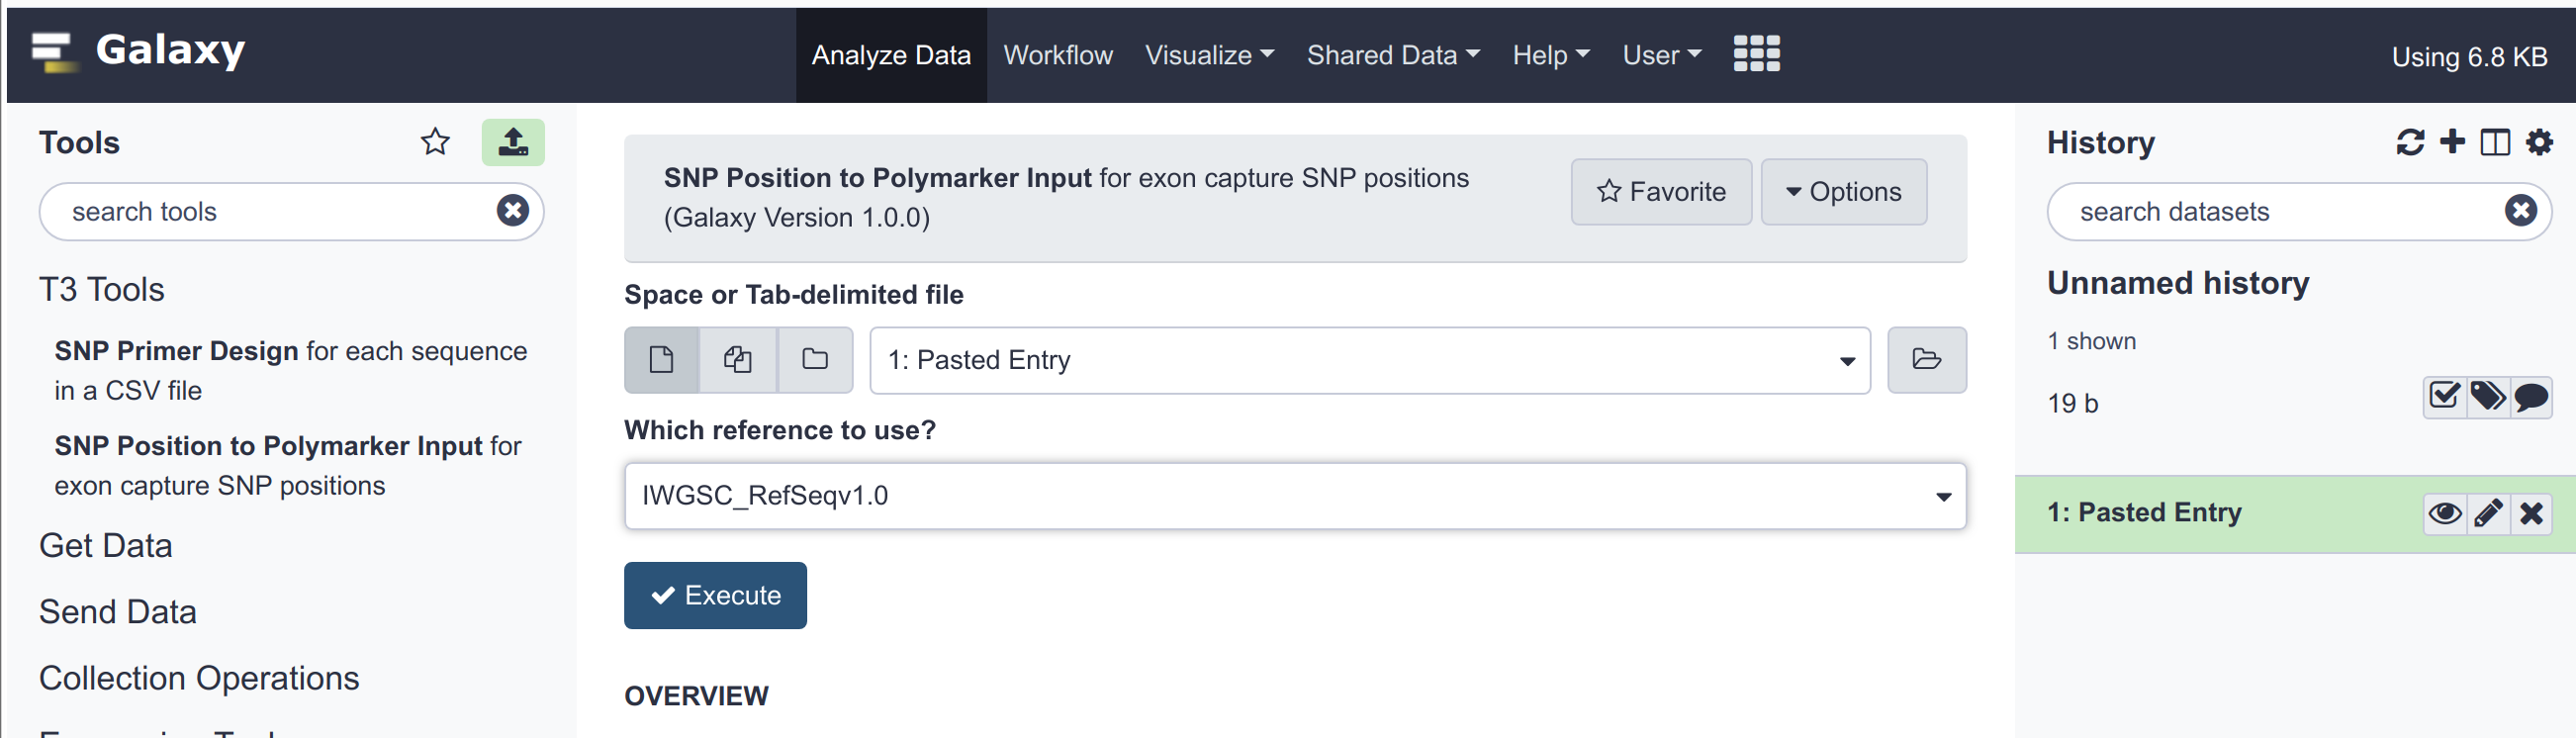 Galaxy
Analyze Data Workflow Visualize Shared Data Help User
Using 6.8 KB
Tools
search tools
T3 Tools
SNP Primer Design for each sequence
in a CSV file
SNP Position to Polymarker Input for
exon capture SNP positions
Get Data
Send Data
Collection Operations
SNP Position to Polymarker Input for exon capture SNP positions
(Galaxy Version 1.0.0)
Favorite
Options
Space or Tab-delimited file
1: Pasted Entry
Which reference to use?
IWGSC_RefSeqv1.0
Execute
OVERVIEW
History
search datasets
Unnamed history
1 shown
19 b
1: Pasted Entry